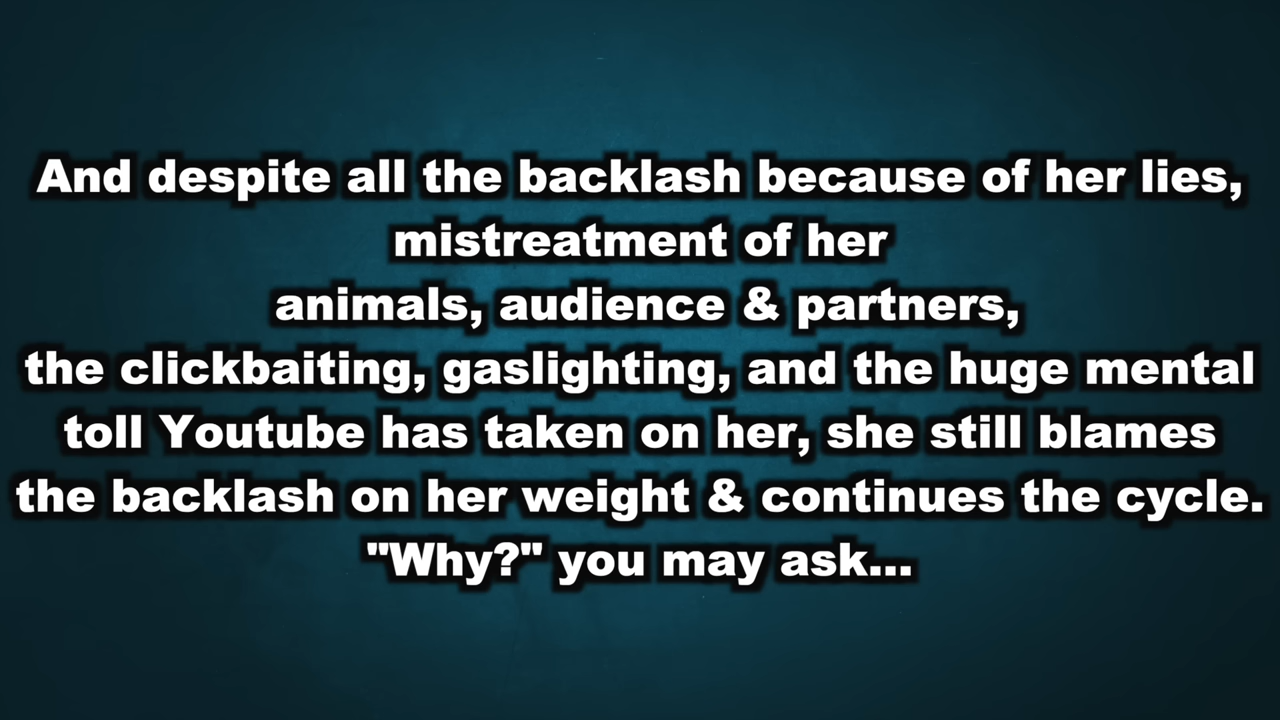 And despite all the backlash because of her lies,
mistreatment of her
animals, audience & partners,
the clickbaiting, gaslighting, and the huge mental
toll Youtube has taken on her, she still blames
the backlash on her weight & continues the cycle.
"Why?" you may ask...